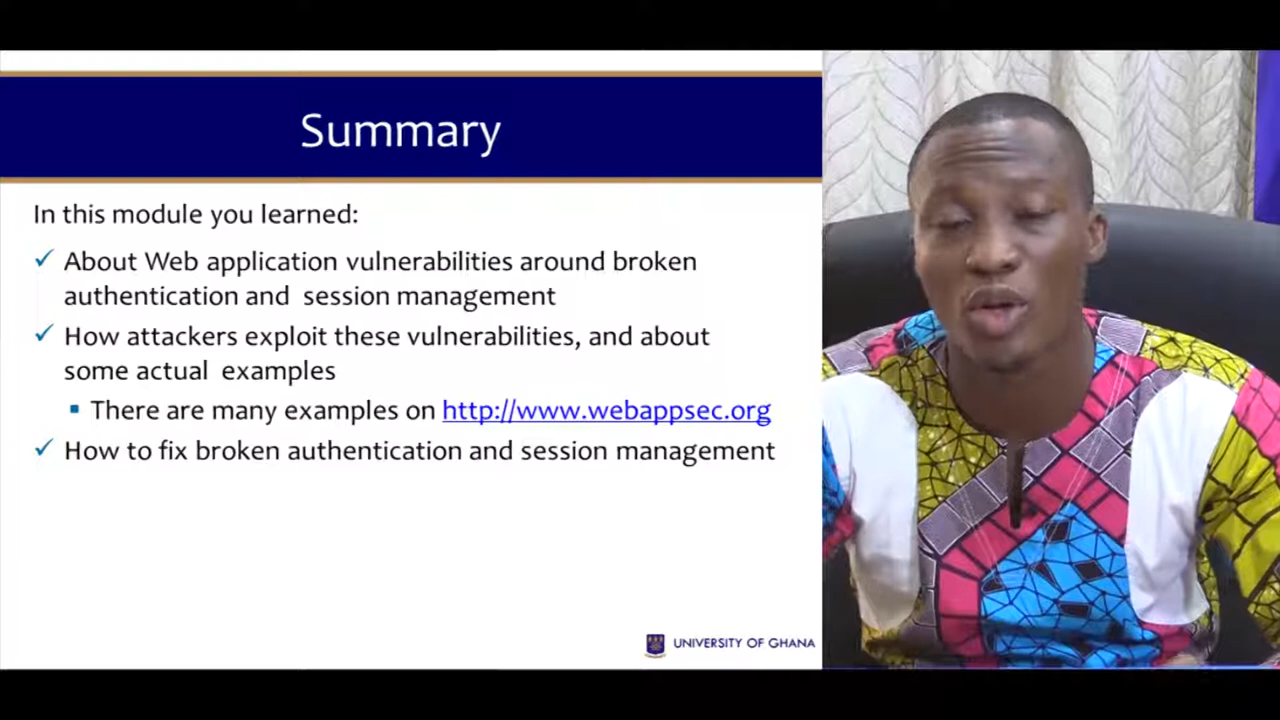 Summary
In this module you learned:
✓ About Web application vulnerabilities around broken
authentication and session management
✓ How attackers exploit these vulnerabilities, and about
some actual examples
▪ There are many examples on http://www.webappsec.org
✓ How to fix broken authentication and session management
UNIVERSITY OF GHANA